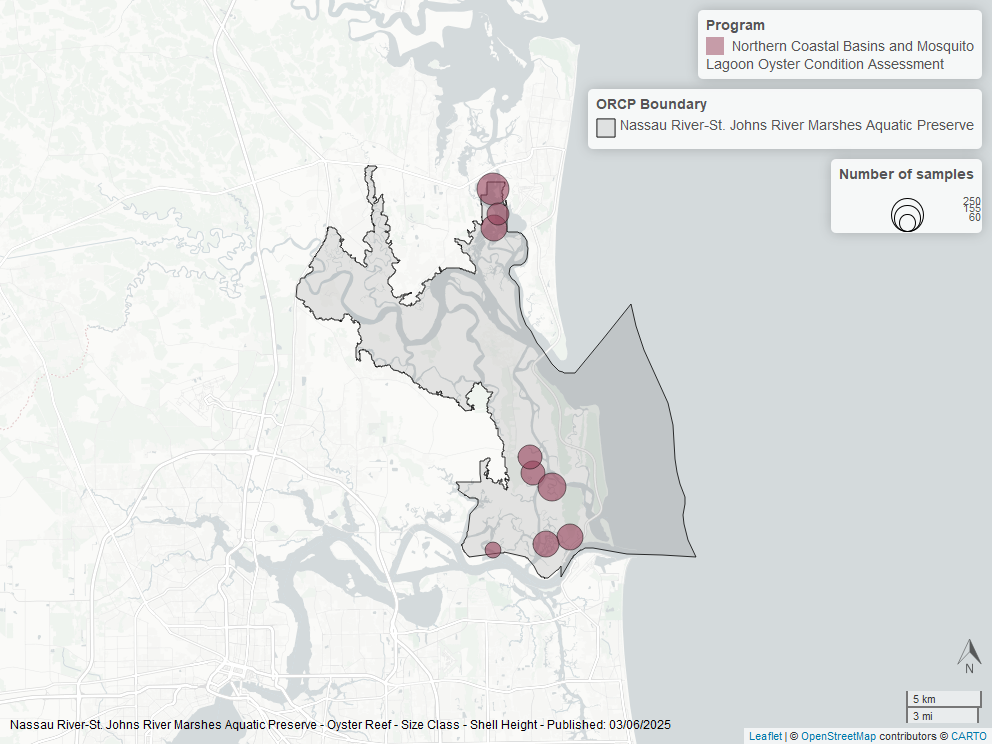 Program
Northern Coastal Basins and Mosquito
Lagoon Oyster Condition Assessment
ORCP Boundary
Nassau River-St. Johns River Marshes Aquatic Preserve
Number of samples
250
155
60
N
5 km
3 mi
Nassau River-St. Johns River Marshes Aquatic Preserve - Oyster Reef - Size Class - Shell Height - Published: 03/06/2025
Leaflet | © OpenStreetMap contributors © CARTO